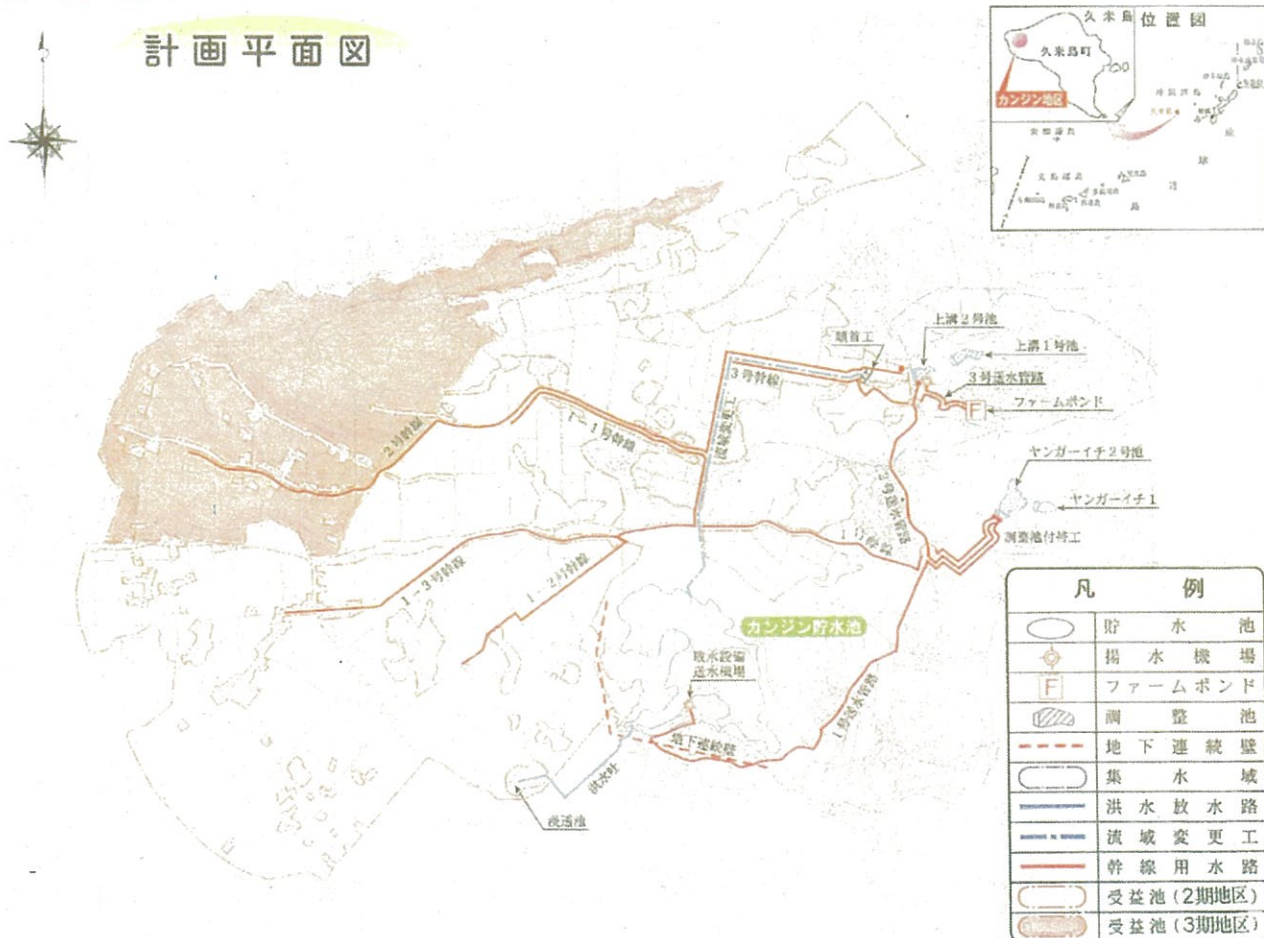 計画平面図
久米島 位置図
久米島町
カンジン地区
上溝2号池
頭首工
上溝1号池
3号幹線
3号送水管路
ファームポンド
F
流域変更工
1-1号幹線
2号幹線
ヤンガーイチ2号池
ヤンガーイチ1
2号送水管路
1号幹線
調整池付帯工
1-3号幹線
1-2号幹線
カンジン貯水池
取水設備
送水機場
1号送水管路
地下連続壁
洪水吐
浸透池
凡例
貯水池
揚水機場
F ファームポンド
調整池
地下連続壁
集水域
洪水放水路
流域変更工
幹線用水路
受益池(2期地区)
受益池(3期地区)